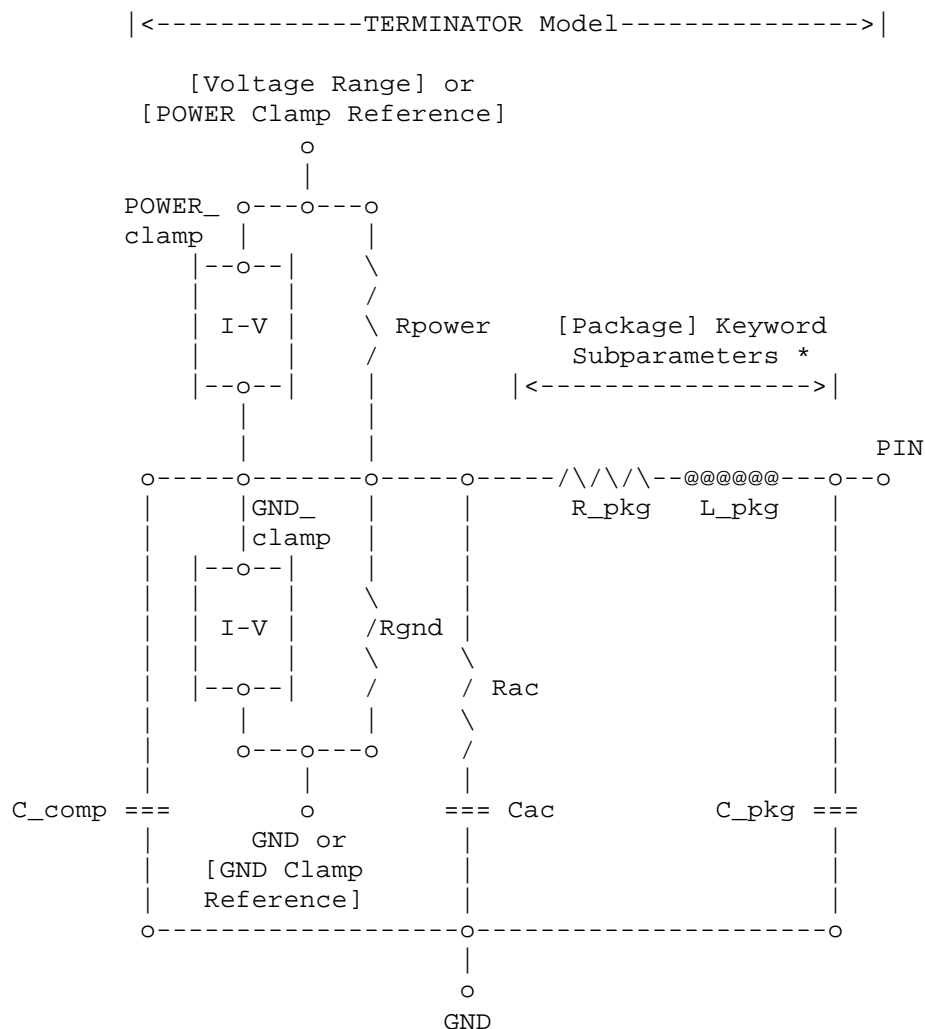 |<-------------TERMINATOR Model--------------->|
[Voltage Range] or
[POWER Clamp Reference]
POWER_
clamp
I-V
Rpower
[Package] Keyword
Subparameters *
|<----------------->|
PIN
GND_
clamp
R_pkg L_pkg
I-V
Rgnd
Rac
C_comp
Cac
C_pkg
GND or
[GND Clamp
Reference]
GND